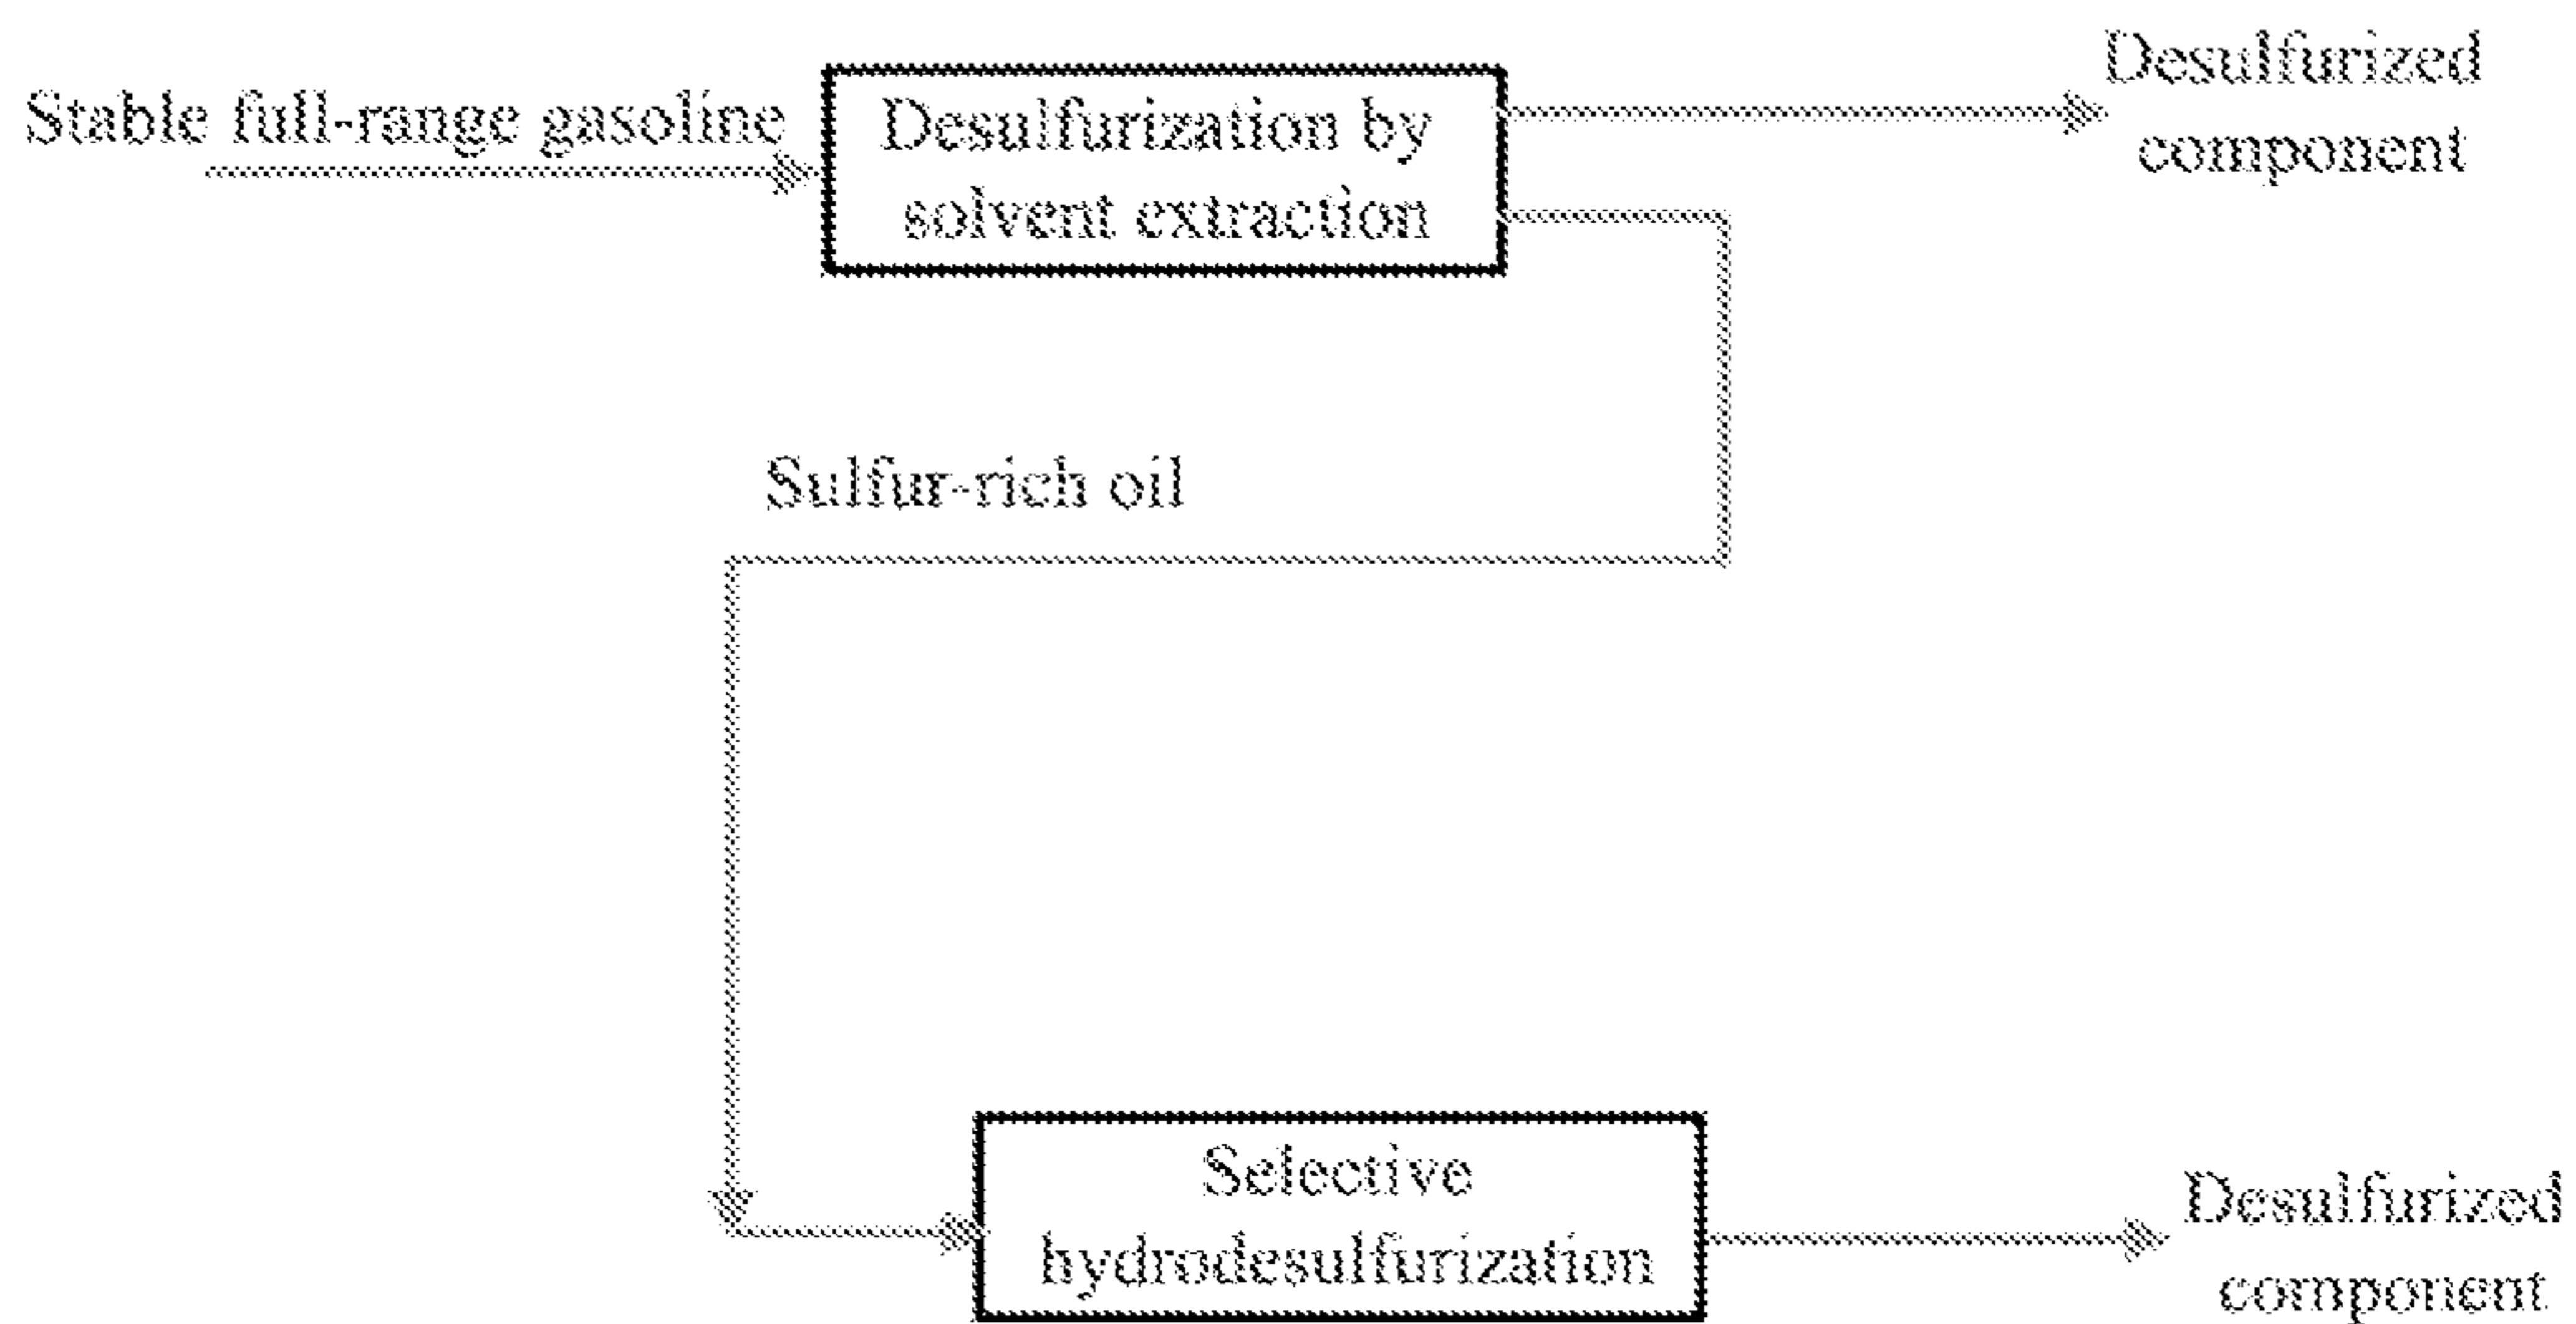 Stable full-range gasoline
Desulfurization by
solvent extraction
Desulfurized
component
Sulfur-rich oil
Selective
hydrodesulfurization
Desulfurized
component